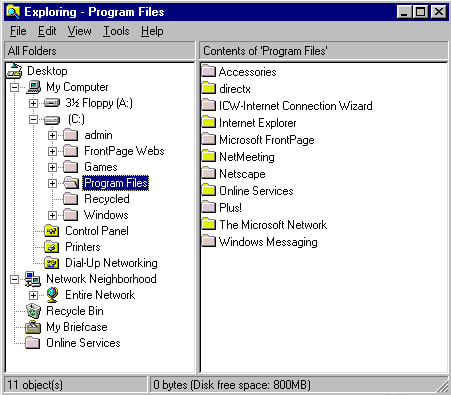 Exploring - Program Files
File Edit View Tools Help
All Folders
Contents of 'Program Files'
Desktop
My Computer
3½ Floppy (A:)
(C:)
admin
FrontPage Webs
Games
Program Files
Recycled
Windows
Control Panel
Printers
Dial-Up Networking
Network Neighborhood
Entire Network
Recycle Bin
My Briefcase
Online Services
Accessories
directx
ICW-Internet Connection Wizard
Internet Explorer
Microsoft FrontPage
NetMeeting
Netscape
Online Services
Plus!
The Microsoft Network
Windows Messaging
11 object(s)
0 bytes (Disk free space: 800MB)